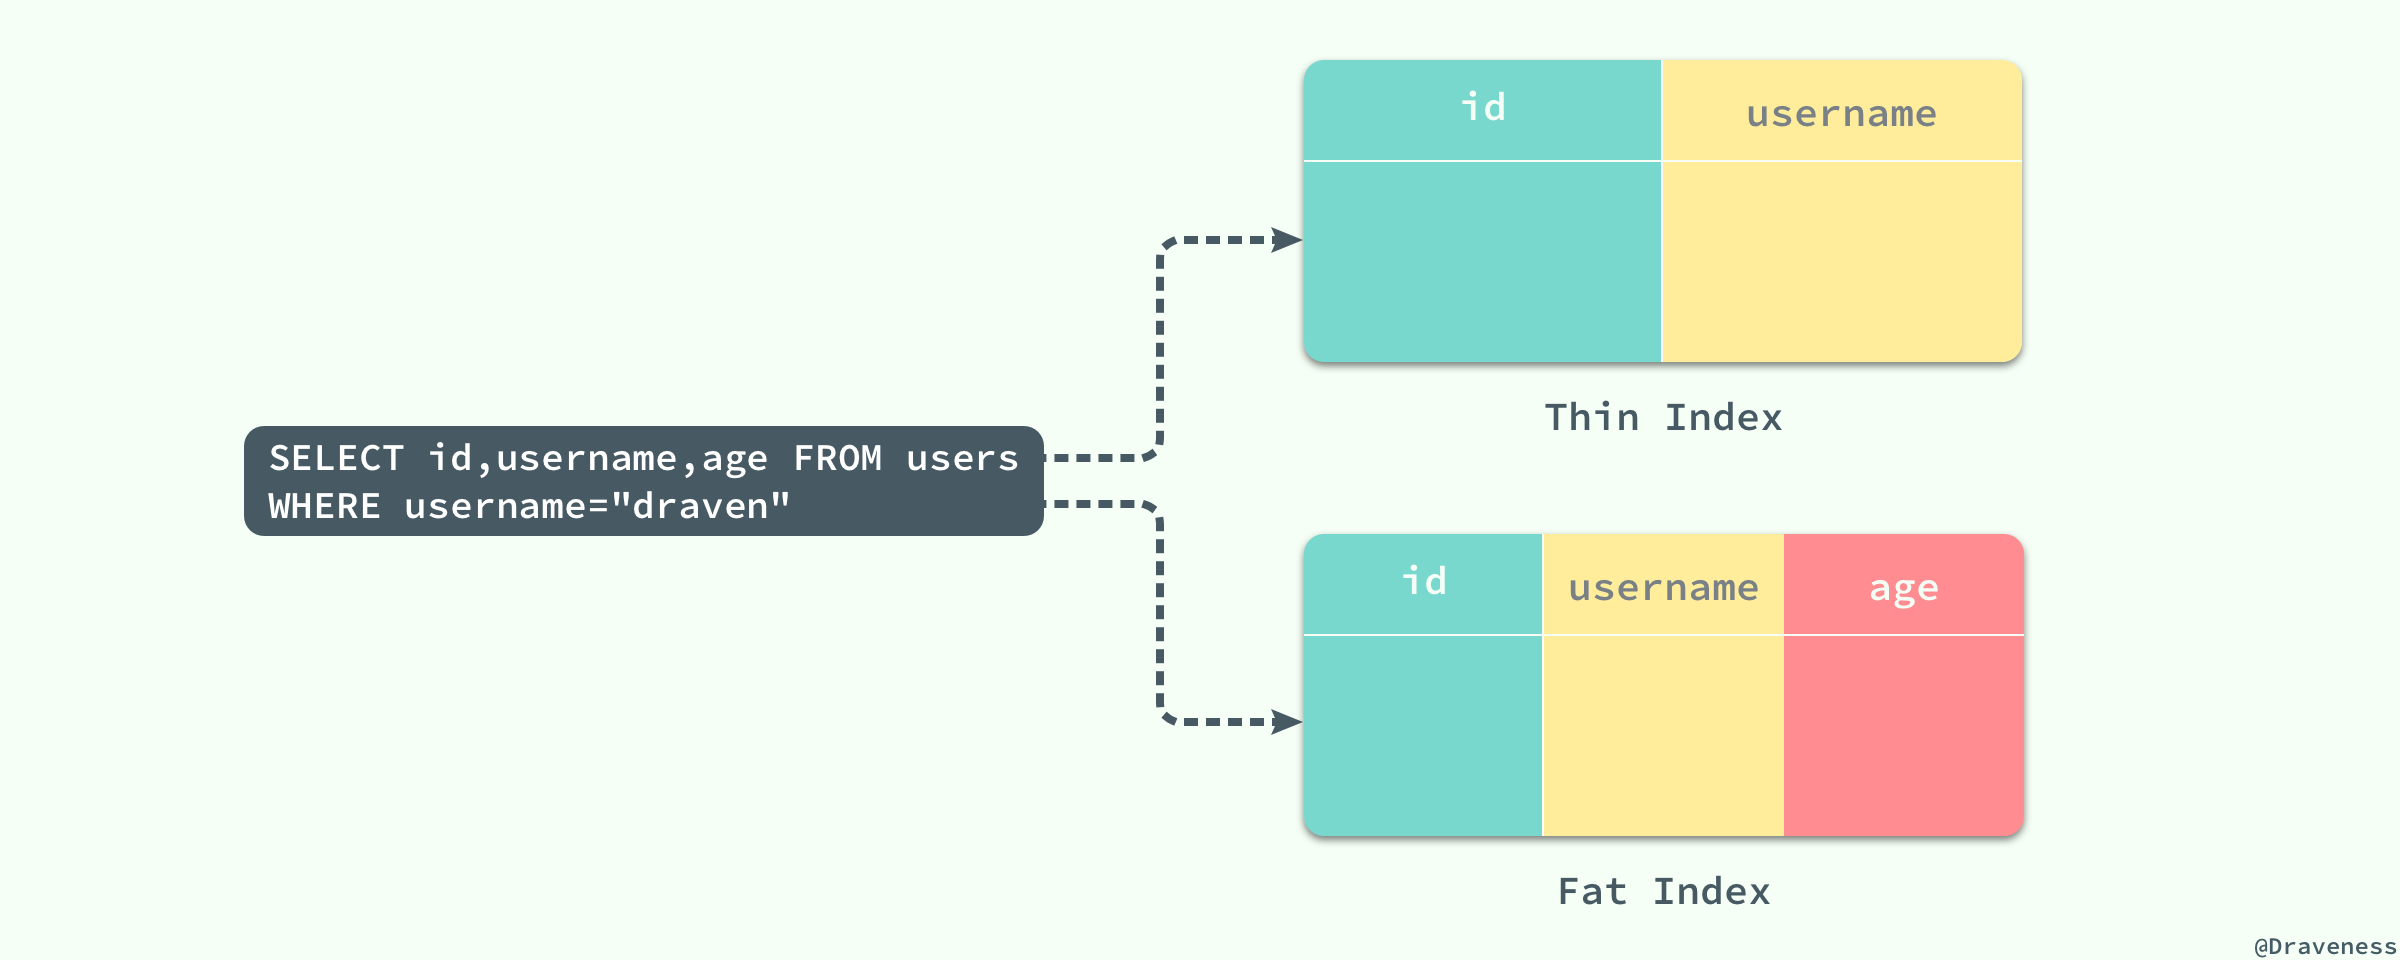 id
username
Thin Index
SELECT id,username,age FROM users
WHERE username="draven"
id
username
age
Fat Index
@Draveness